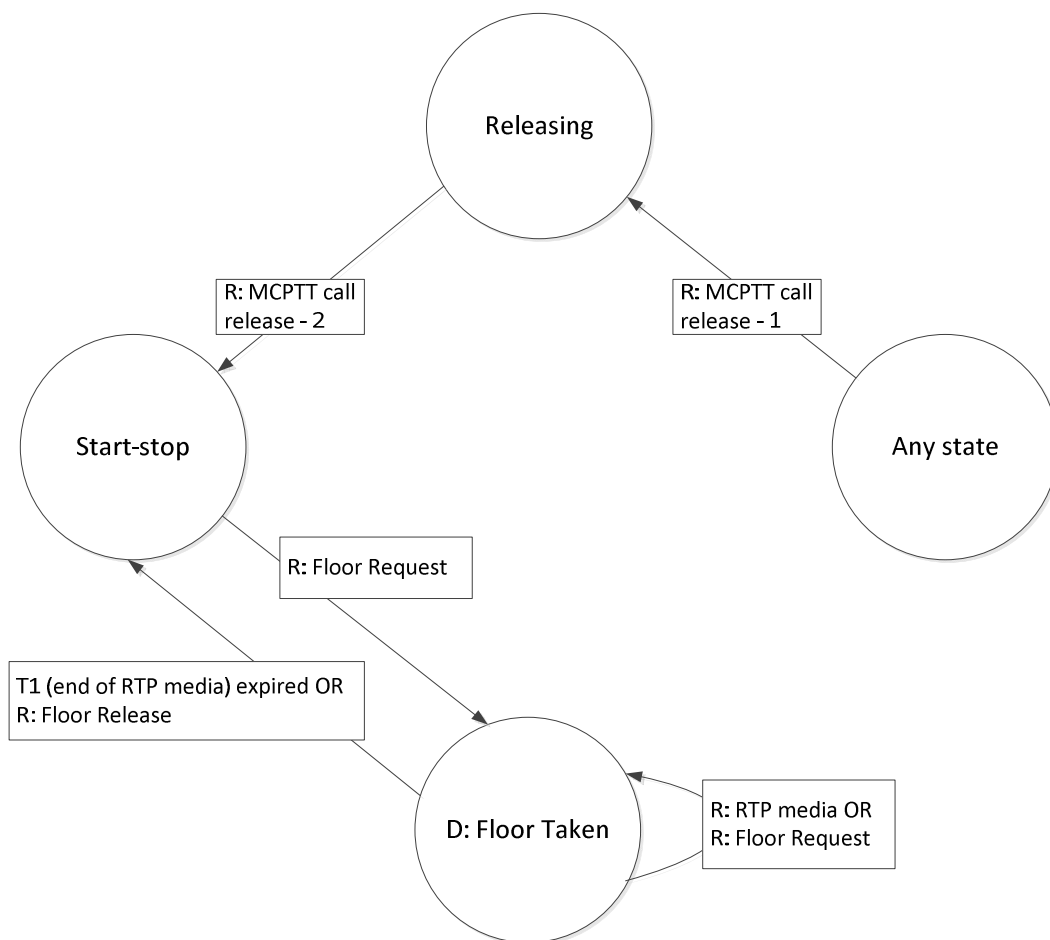 Releasing
R: MCPTT call
release - 2
R: MCPTT call
release - 1
Start-stop
Any state
R: Floor Request
T1 (end of RTP media) expired OR
R: Floor Release
D: Floor Taken
R: RTP media OR
R: Floor Request